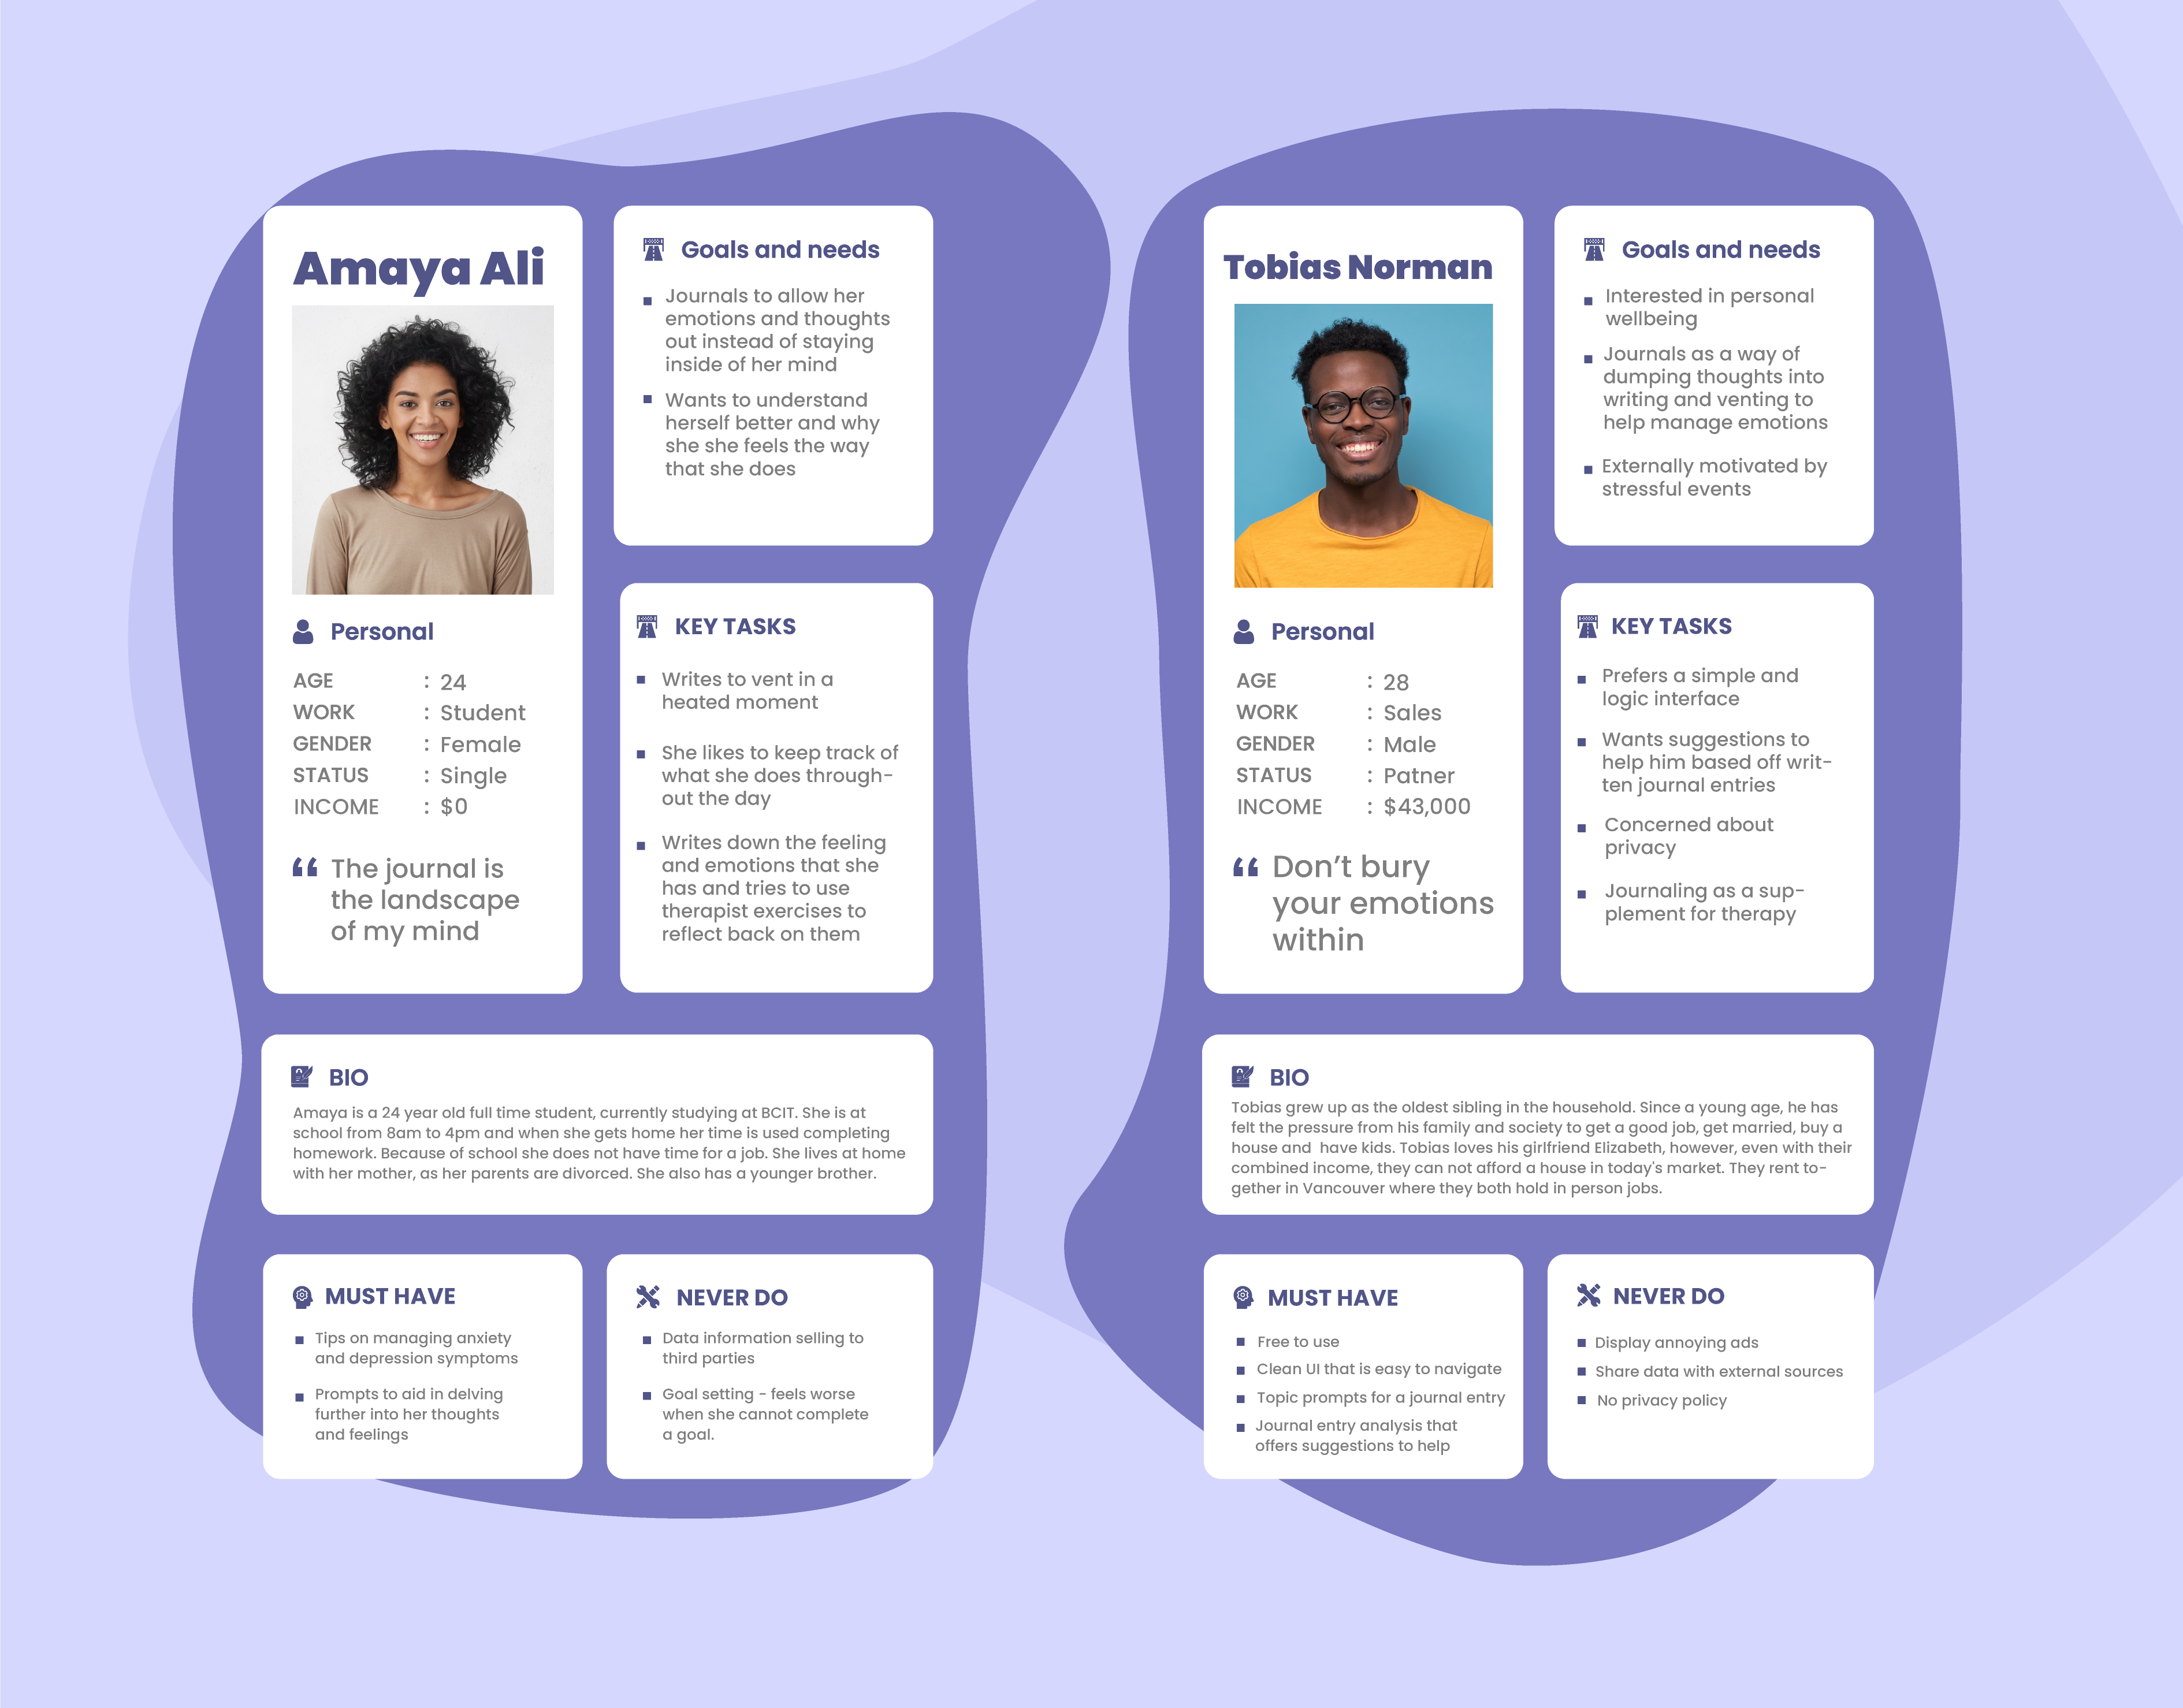 Amaya Ali
Personal
AGE : 24
WORK : Student
GENDER : Female
STATUS : Single
INCOME : $0
“ The journal is
the landscape
of my mind
Goals and needs
Journals to allow her
emotions and thoughts
out instead of staying
inside of her mind
Wants to understand
herself better and why
she she feels the way
that she does
KEY TASKS
Writes to vent in a
heated moment
She likes to keep track of
what she does through-
out the day
Writes down the feeling
and emotions that she
has and tries to use
therapist exercises to
reflect back on them
BIO
Amaya is a 24 year old full time student, currently studying at BCIT. She is at
school from 8am to 4pm and when she gets home her time is used completing
homework. Because of school she does not have time for a job. She lives at home
with her mother, as her parents are divorced. She also has a younger brother.
MUST HAVE
Tips on managing anxiety
and depression symptoms
Prompts to aid in delving
further into her thoughts
and feelings
NEVER DO
Data information selling to
third parties
Goal setting - feels worse
when she cannot complete
a goal.
Tobias Norman
Personal
AGE : 28
WORK : Sales
GENDER : Male
STATUS : Patner
INCOME : $43,000
“ Don’t bury
your emotions
within
Goals and needs
Interested in personal
wellbeing
Journals as a way of
dumping thoughts into
writing and venting to
help manage emotions
Externally motivated by
stressful events
KEY TASKS
Prefers a simple and
logic interface
Wants suggestions to
help him based off writ-
ten journal entries
Concerned about
privacy
Journaling as a sup-
plement for therapy
BIO
Tobias grew up as the oldest sibling in the household. Since a young age, he has
felt the pressure from his family and society to get a good job, get married, buy a
house and  have kids. Tobias loves his girlfriend Elizabeth, however, even with their
combined income, they can not afford a house in today's market. They rent to-
gether in Vancouver where they both hold in person jobs.
MUST HAVE
Free to use
Clean UI that is easy to navigate
Topic prompts for a journal entry
Journal entry analysis that
offers suggestions to help
NEVER DO
Display annoying ads
Share data with external sources
No privacy policy